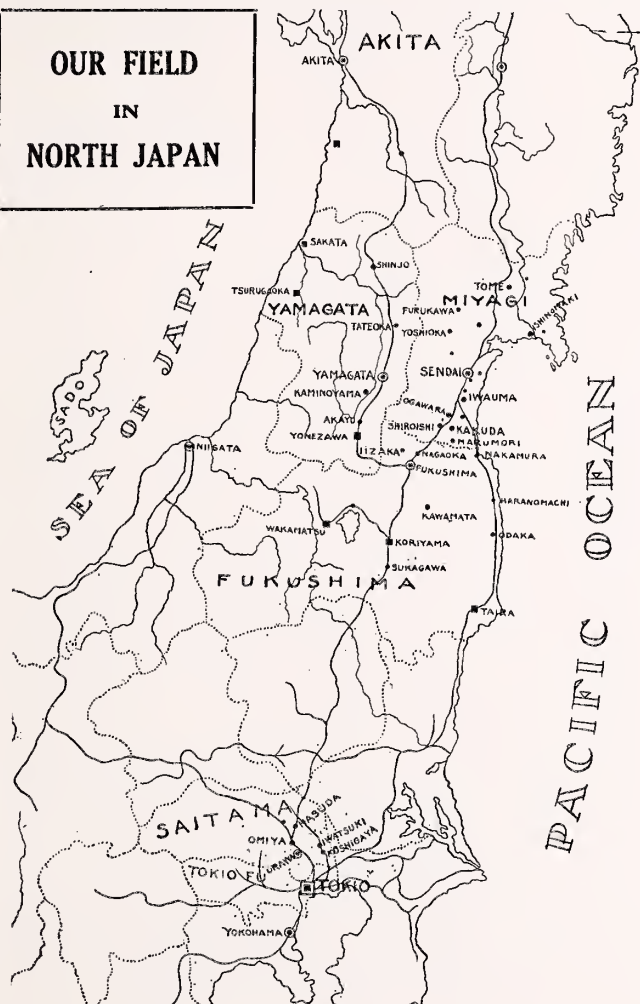 OUR FIELD
IN
NORTH JAPAN
AKITA
AKITA
SAKATA
SHINJO
TSURUGAOKA
YAMAGATA
TOME
MIYAGI
FURUKAWA
TATEOKA
YOSHIOKA
ISHINOMAKI
SEA OF JAPAN
SADO
YAMAGATA
SENDAI
KAMINOYAMA
IWAUMA
OGAWARA
AKAYU
SHIROISHI
KAKUDA
YONEZAWA
MARUMORI
NIIGATA
IIZAKA
NAGAOKA
NAKAMURA
FUKUSHIMA
PACIFIC OCEAN
HARANOMACHI
KAWAMATA
WAKAMATSU
ODAKA
KORIYAMA
SUKAGAWA
FUKUSHIMA
TAIRA
SAITAMA
HASUDA
OMIYA
IWATSUKI
KOSHIGAYA
URAWA
TOKIO FU
TOKIO
YOKOHAMA